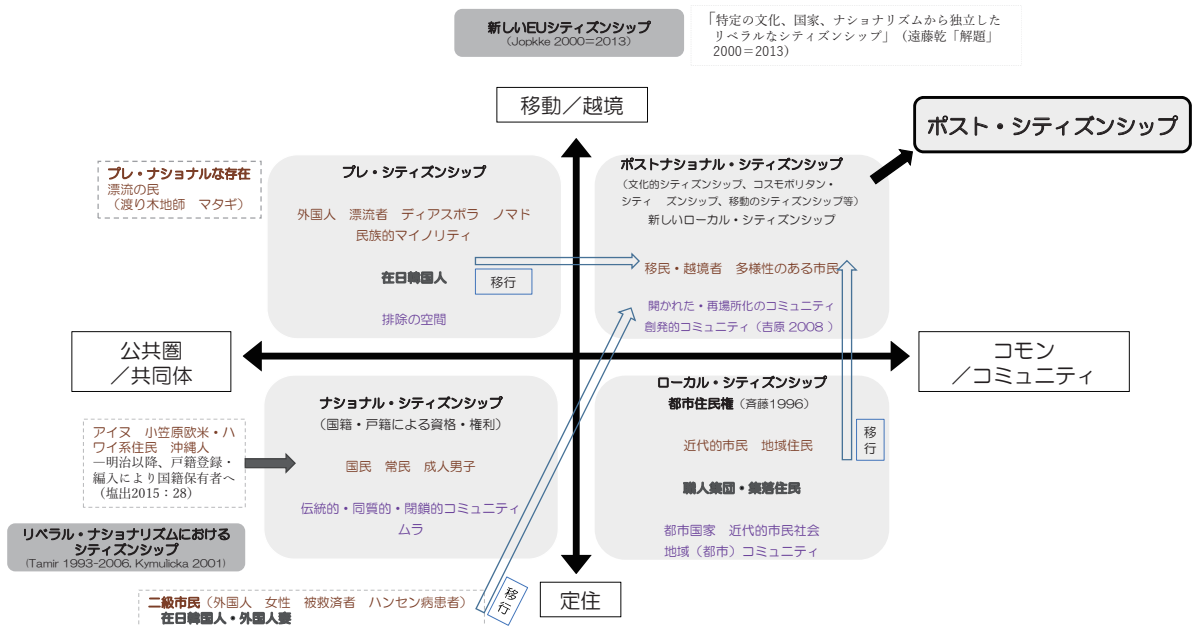 新しいEUシティズンシップ
(Jopkke 2000＝2013)
「特定の文化、国家、ナショナリズムから独立した
リベラルなシティズンシップ」（遠藤乾「解題」
2000＝2013）
移動／越境
ポスト・シティズンシップ
プレ・ナショナルな存在
漂流の民
（渡り木地師　マタギ）
プレ・シティズンシップ
外国人　漂流者　ディアスポラ　ノマド
民族的マイノリティ
在日韓国人
移行
排除の空間
ポストナショナル・シティズンシップ
（文化的シティズンシップ、コスモポリタン・
シティ　ズンシップ、移動のシティズンシップ等）
新しいローカル・シティズンシップ
移民・越境者　多様性のある市民
開かれた・再場所化のコミュニティ
創発的コミュニティ（吉原 2008 ）
公共圏
／共同体
コモン
／コミュニティ
ナショナル・シティズンシップ
（国籍・戸籍による資格・権利）
国民　常民　成人男子
伝統的・同質的・閉鎖的コミュニティ
ムラ
ローカル・シティズンシップ
都市住民権（斉藤1996）
近代的市民　地域住民
移
行
職人集団・集落住民
都市国家　近代的市民社会
地域（都市）コミュニティ
アイヌ　小笠原欧米・ハ
ワイ系住民　沖縄人
―明治以降、戸籍登録・
編入により国籍保有者へ
（塩出2015：28）
リベラル・ナショナリズムにおける
シティズンシップ
(Tamir 1993-2006, Kymulicka 2001)
二級市民（外国人　女性　被救済者　ハンセン病患者）
在日韓国人・外国人妻
移
行
定住